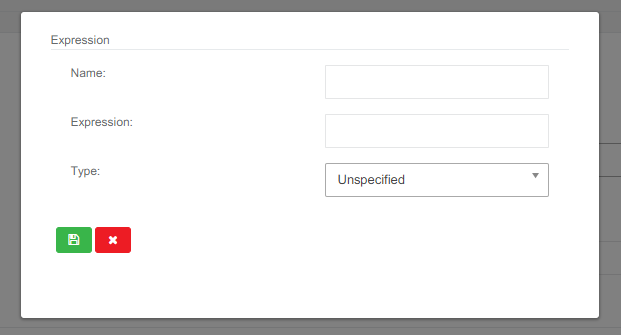 Expression
Name:
Expression:
Type:
Unspecified